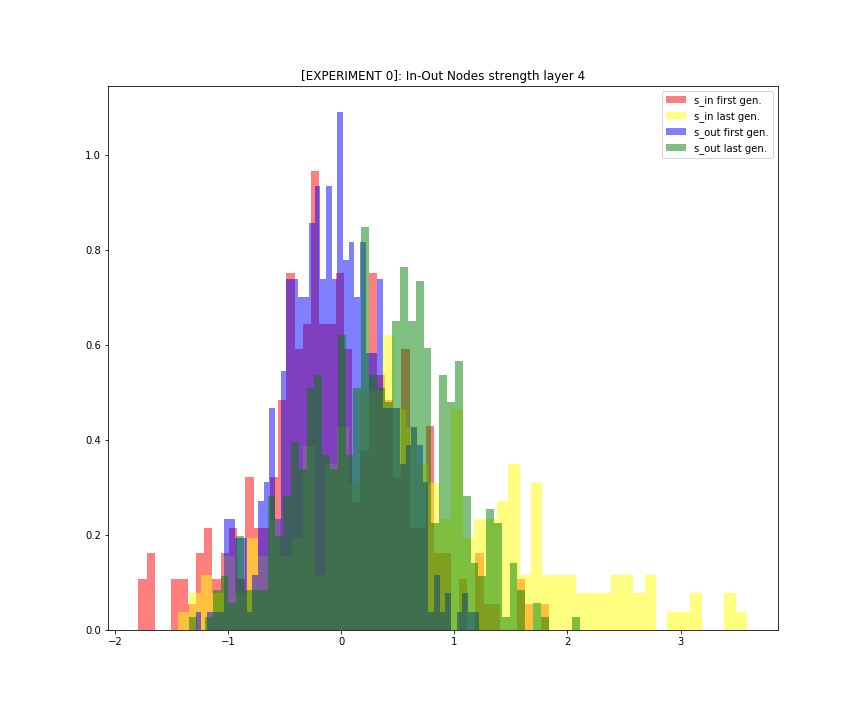 [EXPERIMENT 0]: In-Out Nodes strength layer 4
s_in first gen.
s_in last gen.
s_out first gen.
s_out last gen.
1.0
0.8
0.6
0.4
0.2
0.0
−2 −1 0 1 2 3